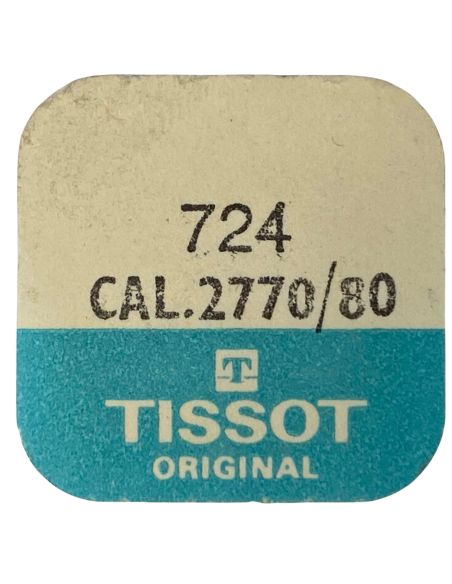 724
CAL.2770/80
T
TISSOT
ORIGINAL